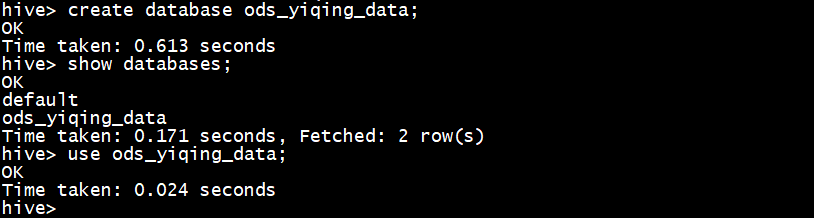 hive> create database ods_yiqing_data;
OK
Time taken: 0.613 seconds
hive> show databases;
OK
default
ods_yiqing_data
Time taken: 0.171 seconds, Fetched: 2 row(s)
hive> use ods_yiqing_data;
OK
Time taken: 0.024 seconds
hive>